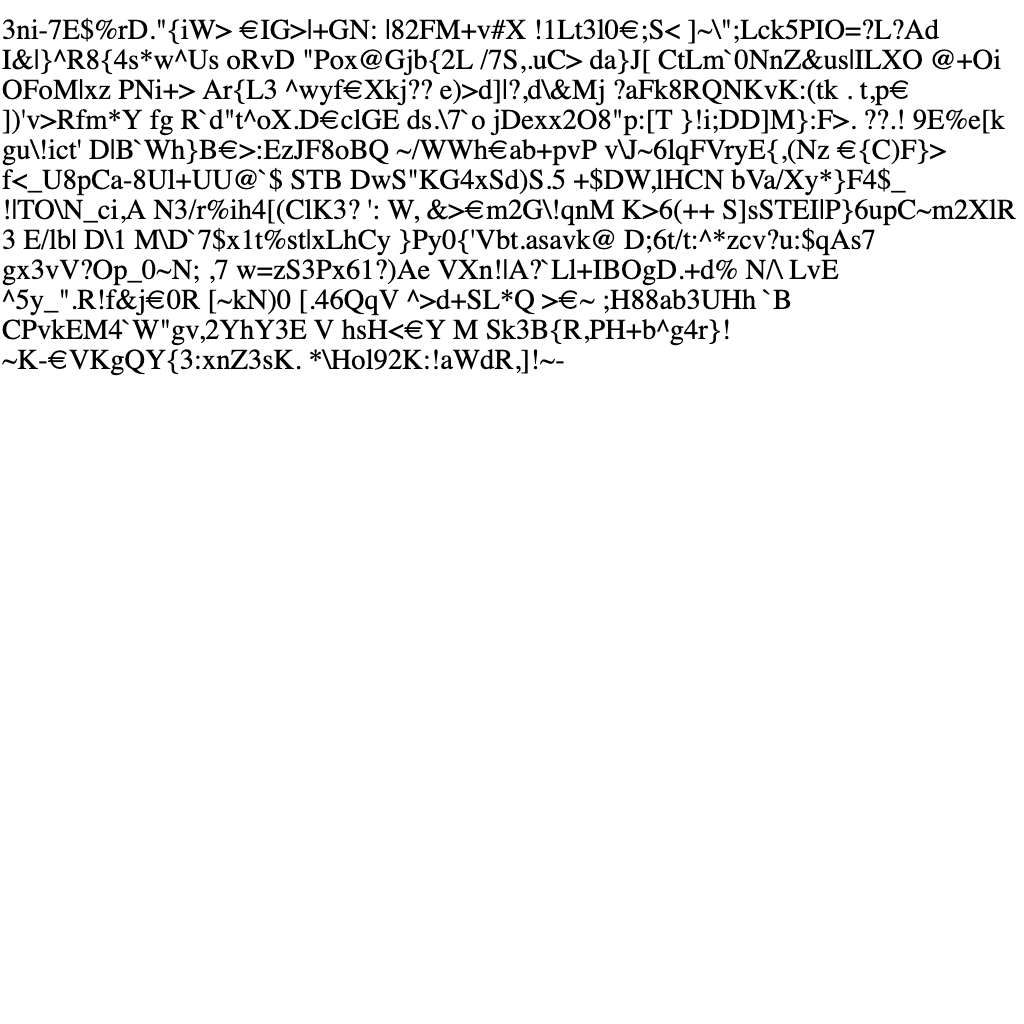 3ni-7E$%rD."{iW> €IG>|+GN: |82FM+v#X !1Lt3l0€;S< ]~\";Lck5PIO=?L?Ad
I&|}^R8{4s*w^Us oRvD "Pox@Gjb{2L /7S,.uC> da}J[ CtLm`0NnZ&us|ILXO @+Oi
OFoM|xz PNi+> Ar{L3 ^wyf€Xkj?? e)>d]|?,d\&Mj ?aFk8RQNKvK:(tk . t,p€
])'v>Rfm*Y fg R`d"t^oX.D€clGE ds.\7`o jDexx2O8"p:[T }!i;DD]M}:F>. ??.! 9E%e[k
gu\!ict' D|B`Wh}B€>:EzJF8oBQ ~/WWh€ab+pvP v\J~6lqFVryE{,(Nz €{C)F}>
f<_U8pCa-8Ul+UU@`$ STB DwS"KG4xSd)S.5 +$DW,lHCN bVa/Xy*}F4$_
!|TO\N_ci,A N3/r%ih4[(ClK3? ': W, &>€m2G\!qnM K>6(++ S]sSTEI|P}6upC~m2XlR
3 E/lb| D\1 M\D`7$x1t%st|xLhCy }Py0{'Vbt.asavk@ D;6t/t:^*zcv?u:$qAs7
gx3vV?Op_0~N; ,7 w=zS3Px61?)Ae VXn!|A?`Ll+IBOgD.+d% N/\ LvE
^5y_".R!f&j€0R [~kN)0 [.46QqV ^>d+SL*Q >€~ ;H88ab3UHh `B
CPvkEM4`W"gv,2YhY3E V hsH<€Y M Sk3B{R,PH+b^g4r}!
~K-€VKgQY{3:xnZ3sK. *\Hol92K:!aWdR,]!~-